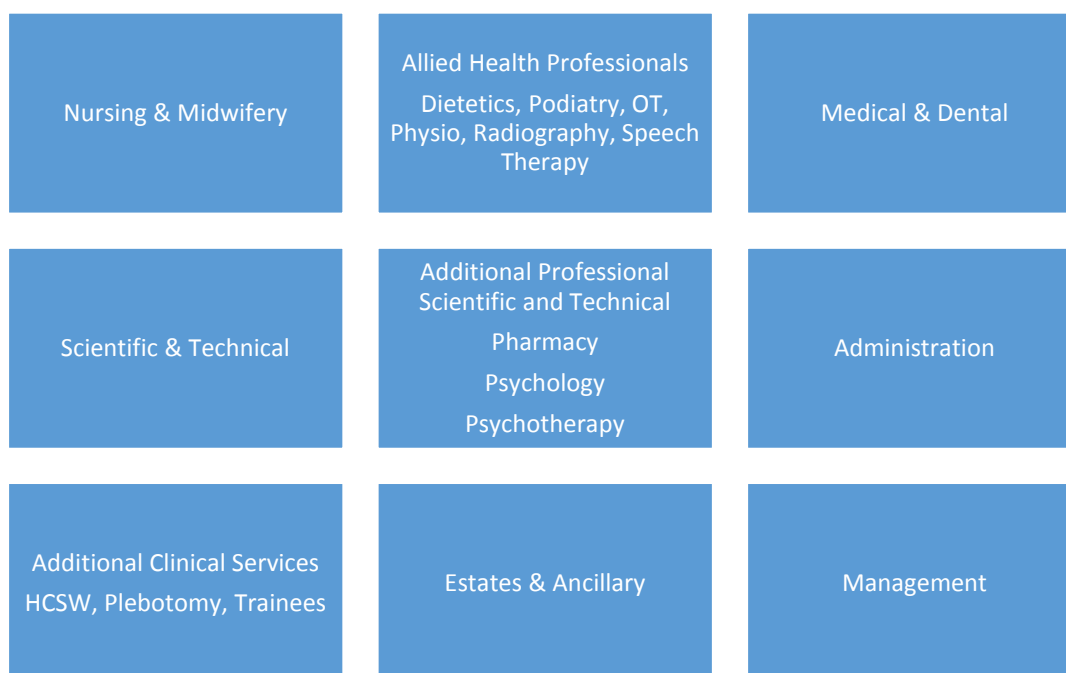 Nursing & Midwifery
Allied Health Professionals
Dietetics, Podiatry, OT,
Physio, Radiography, Speech
Therapy
Medical & Dental
Scientific & Technical
Additional Professional
Scientific and Technical
Pharmacy
Psychology
Psychotherapy
Administration
Additional Clinical Services
HCSW, Plebotomy, Trainees
Estates & Ancillary
Management